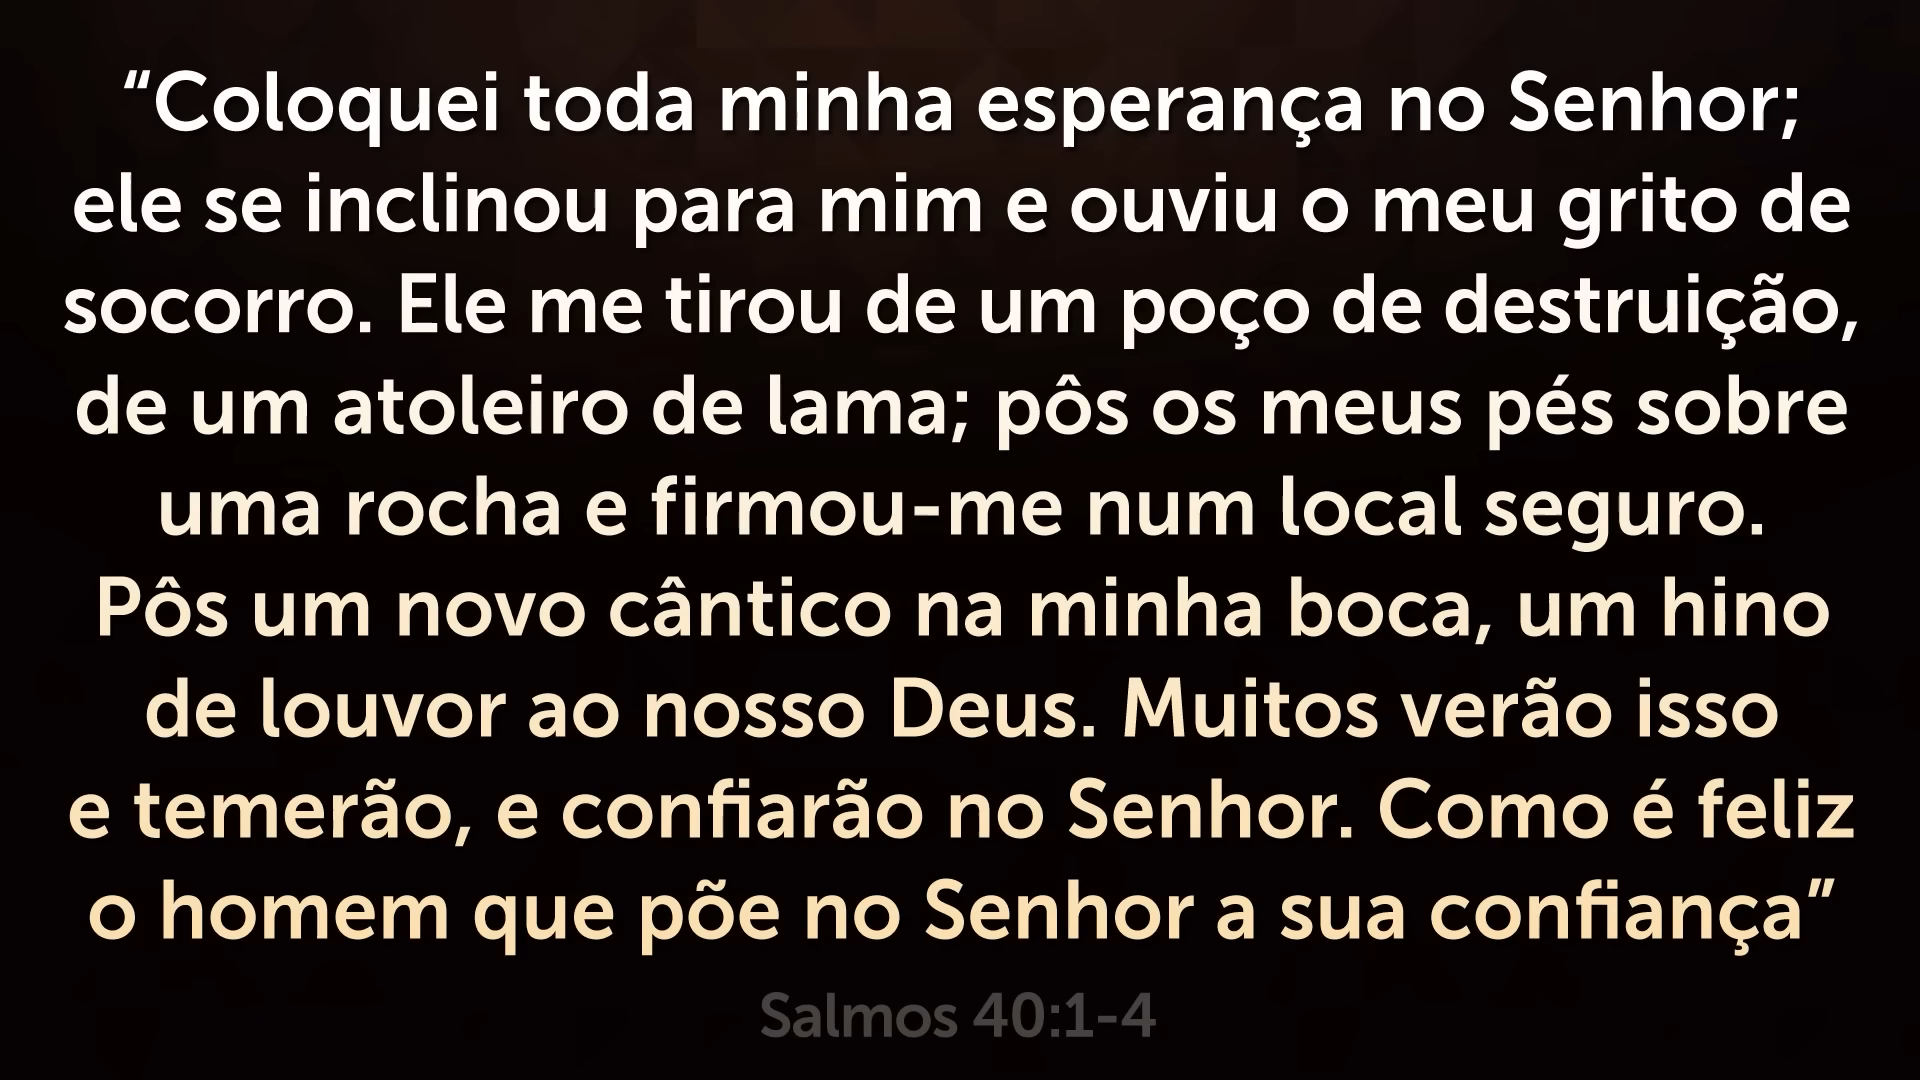 “Coloquei toda minha esperança no Senhor;
ele se inclinou para mim e ouviu o meu grito de
socorro. Ele me tirou de um poço de destruição,
de um atoleiro de lama; pôs os meus pés sobre
uma rocha e firmou-me num local seguro.
Pôs um novo cântico na minha boca, um hino
de louvor ao nosso Deus. Muitos verão isso
e temerão, e confiarão no Senhor. Como é feliz
o homem que põe no Senhor a sua confiança”
Salmos 40:1-4